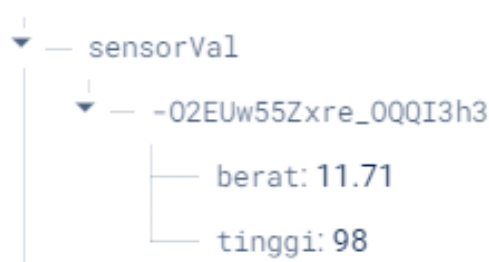 sensorVal
-O2EUw55Zxre_OQQI3h3
berat: 11.71
tinggi: 98